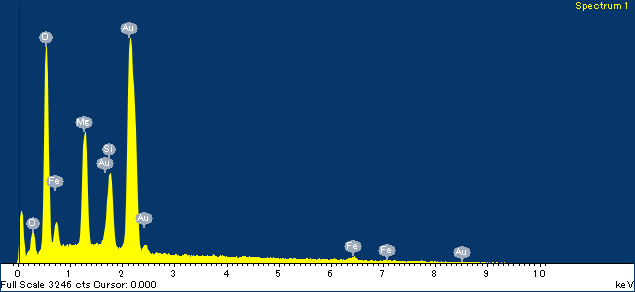 Spectrum 1
Au
O
Mg
Si
Au
Fe
Au
C
Fe
Fe
Au
0 1 2 3 4 5 6 7 8 9 10
Full Scale 3246 cts Cursor: 0.000 keV